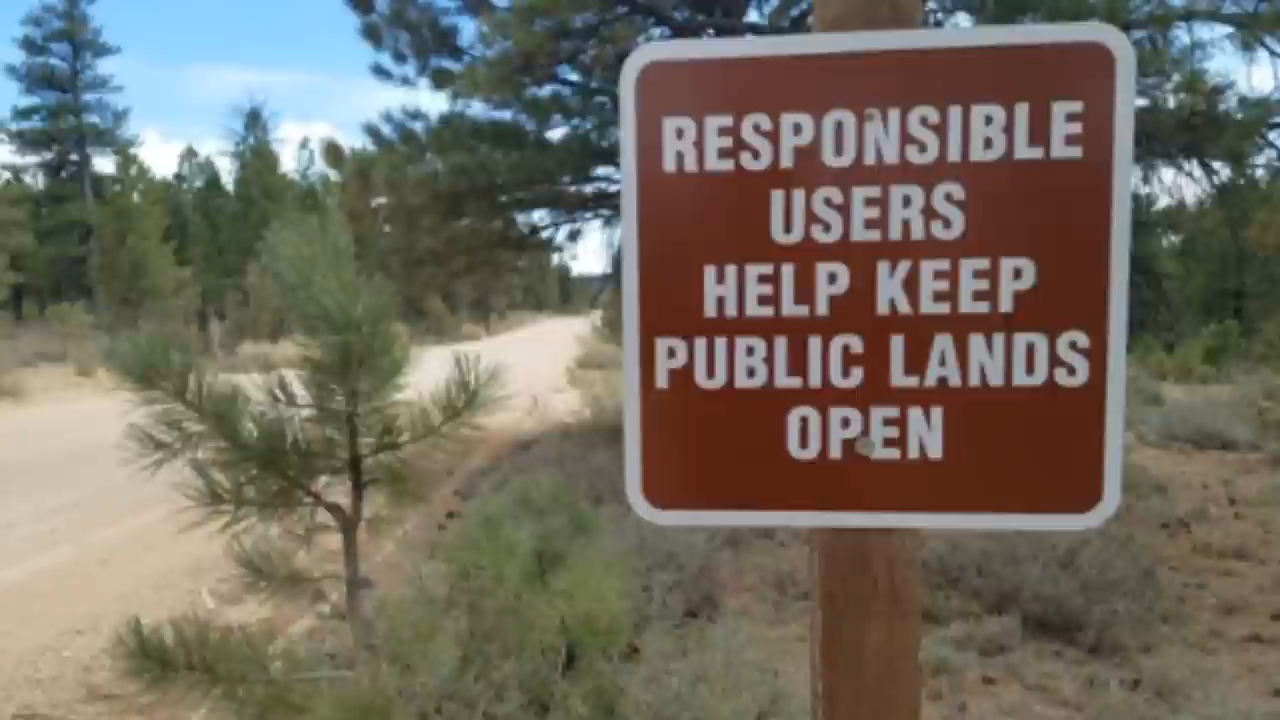 RESPONSIBLE
USERS
HELP KEEP
PUBLIC LANDS
OPEN